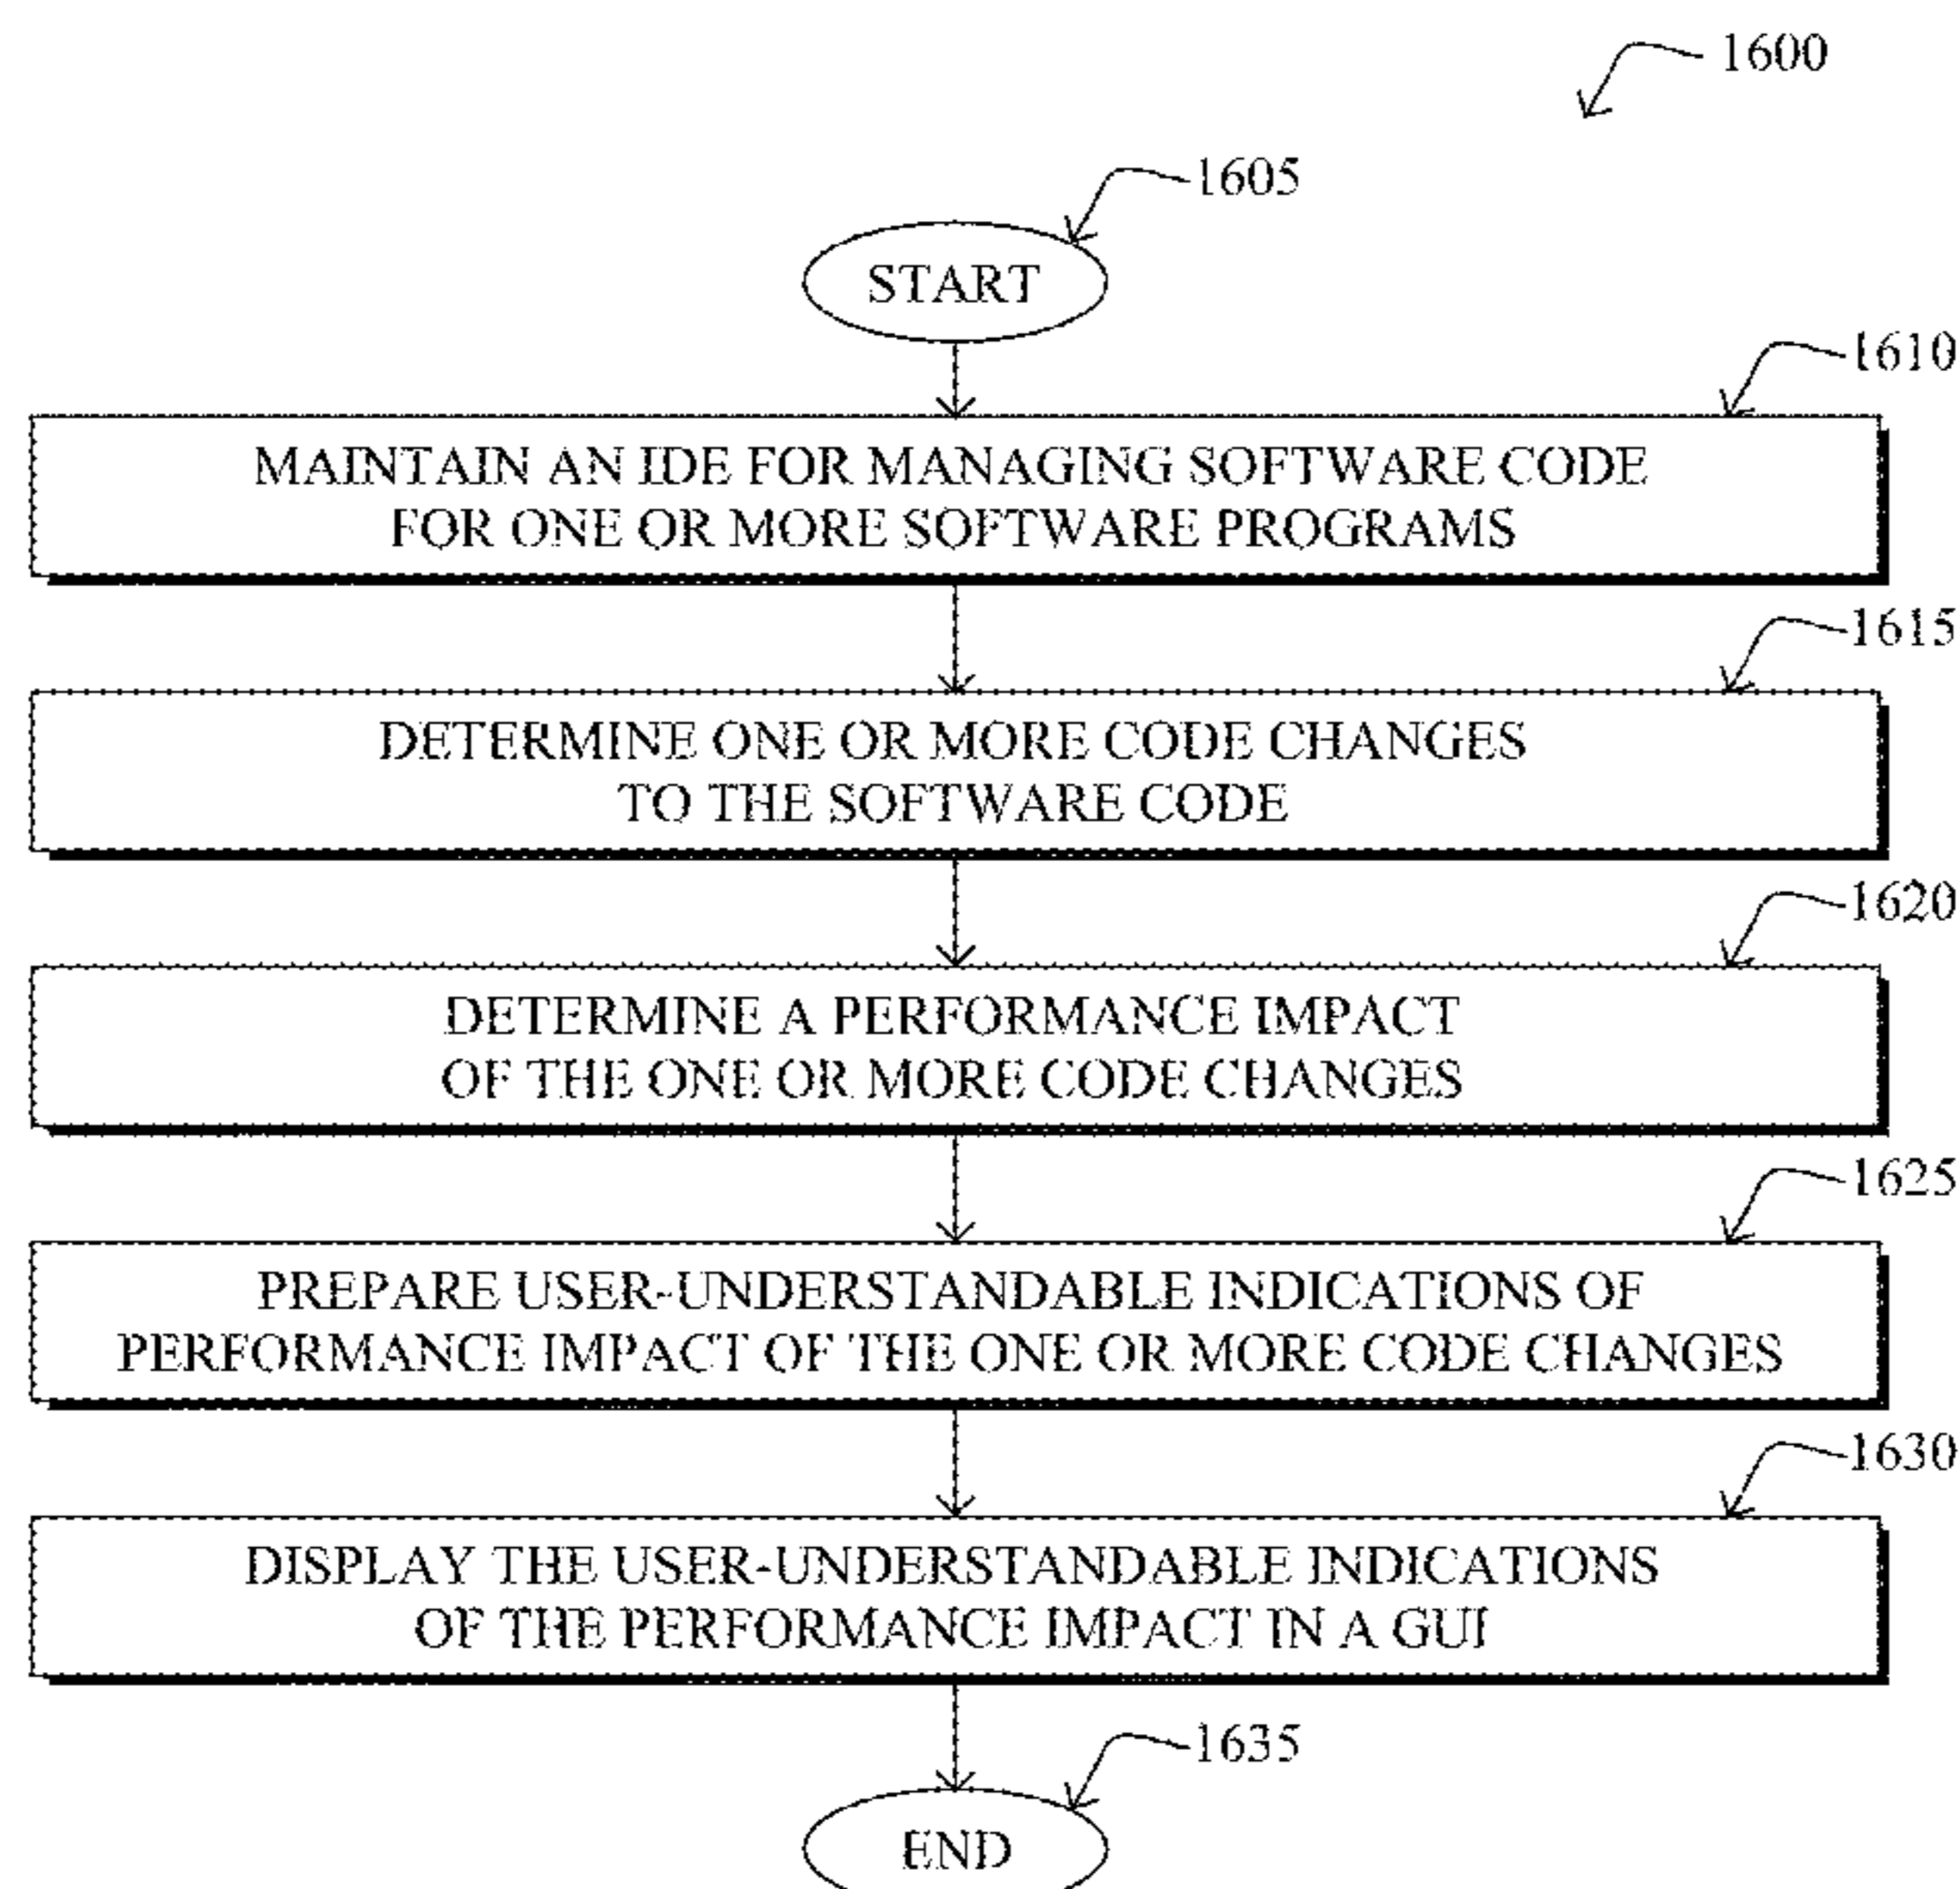 1600
1605
START
1610
MAINTAIN AN IDE FOR MANAGING SOFTWARE CODE
FOR ONE OR MORE SOFTWARE PROGRAMS
1615
DETERMINE ONE OR MORE CODE CHANGES
TO THE SOFTWARE CODE
1620
DETERMINE A PERFORMANCE IMPACT
OF THE ONE OR MORE CODE CHANGES
1625
PREPARE USER-UNDERSTANDABLE INDICATIONS OF
PERFORMANCE IMPACT OF THE ONE OR MORE CODE CHANGES
1630
DISPLAY THE USER-UNDERSTANDABLE INDICATIONS
OF THE PERFORMANCE IMPACT IN A GUI
1635
END